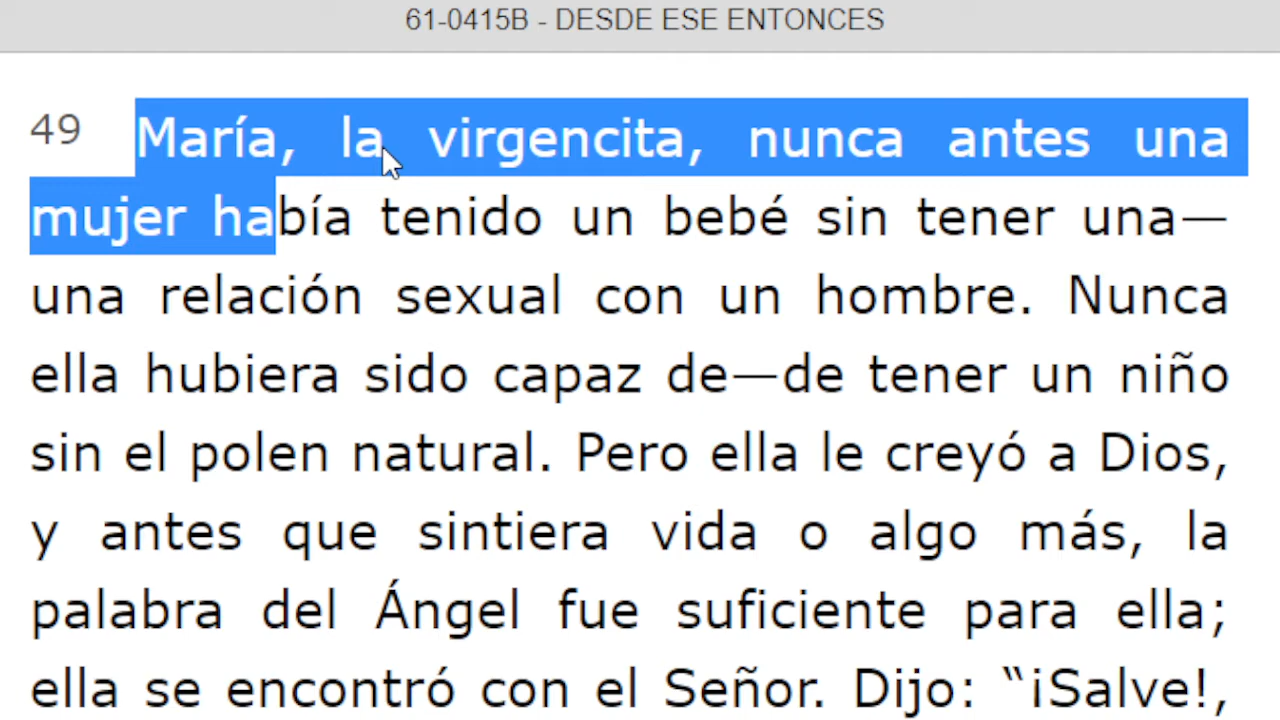 61-0415B - DESDE ESE ENTONCES
49 María, la virgencita, nunca antes una
mujer había tenido un bebé sin tener una—
una relación sexual con un hombre. Nunca
ella hubiera sido capaz de—de tener un niño
sin el polen natural. Pero ella le creyó a Dios,
y antes que sintiera vida o algo más, la
palabra del Ángel fue suficiente para ella;
ella se encontró con el Señor. Dijo: “¡Salve!,